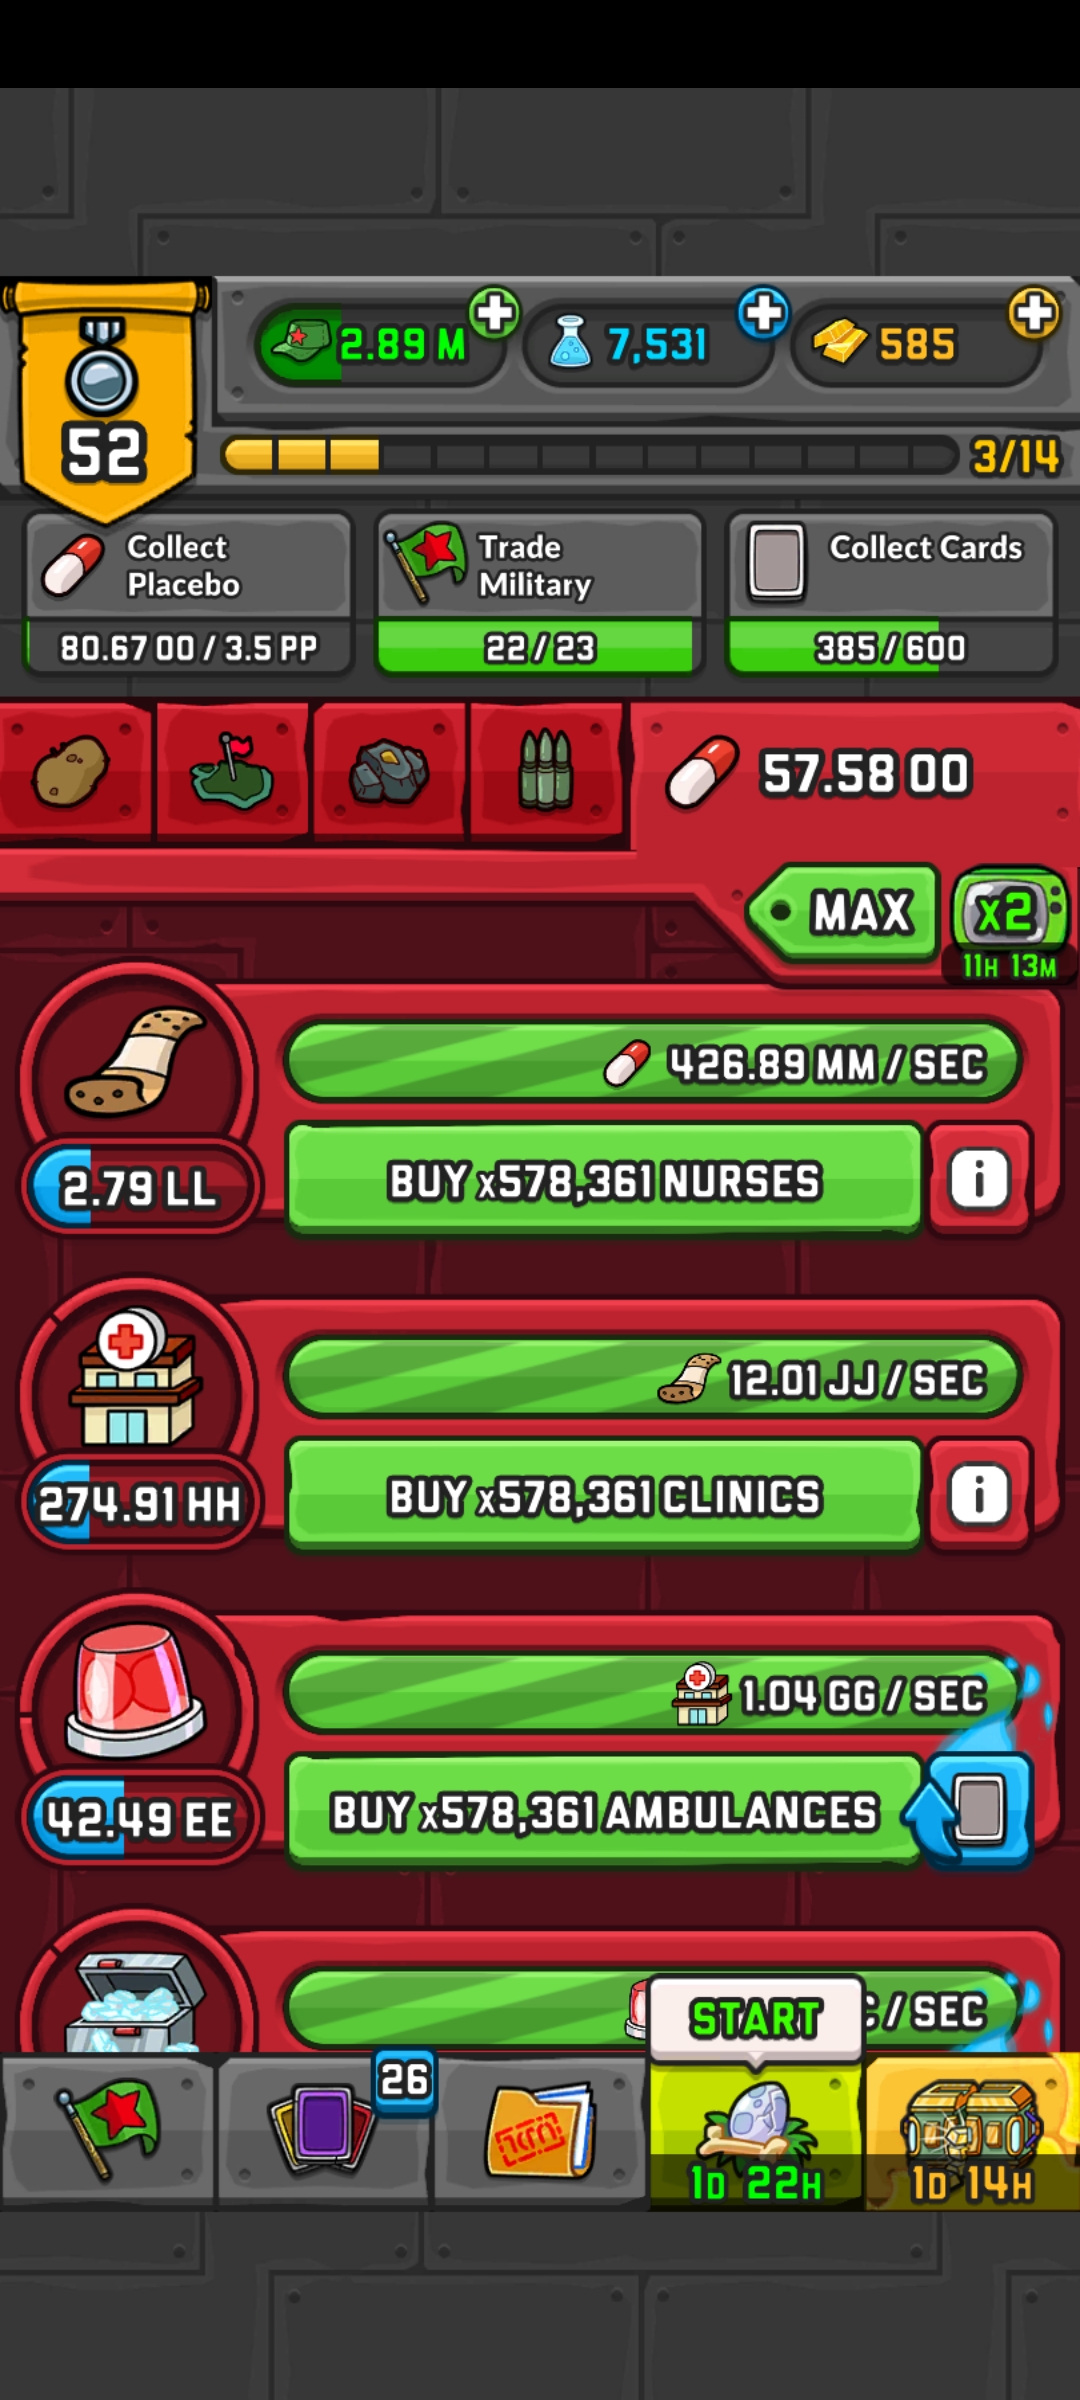 2.89 M
7,531
585
52
3/14
Collect Placebo
80.67 OO / 3.5 PP
Trade Military
22 / 23
Collect Cards
385 / 600
57.58 OO
MAX
x2
11H 13M
426.89 MM / SEC
2.79 LL
BUY x578,361 NURSES
i
12.01 JJ / SEC
274.91 HH
BUY x578,361 CLINICS
i
1.04 GG / SEC
42.49 EE
BUY x578,361 AMBULANCES
/ SEC
START
26
1D 22H
1D 14H